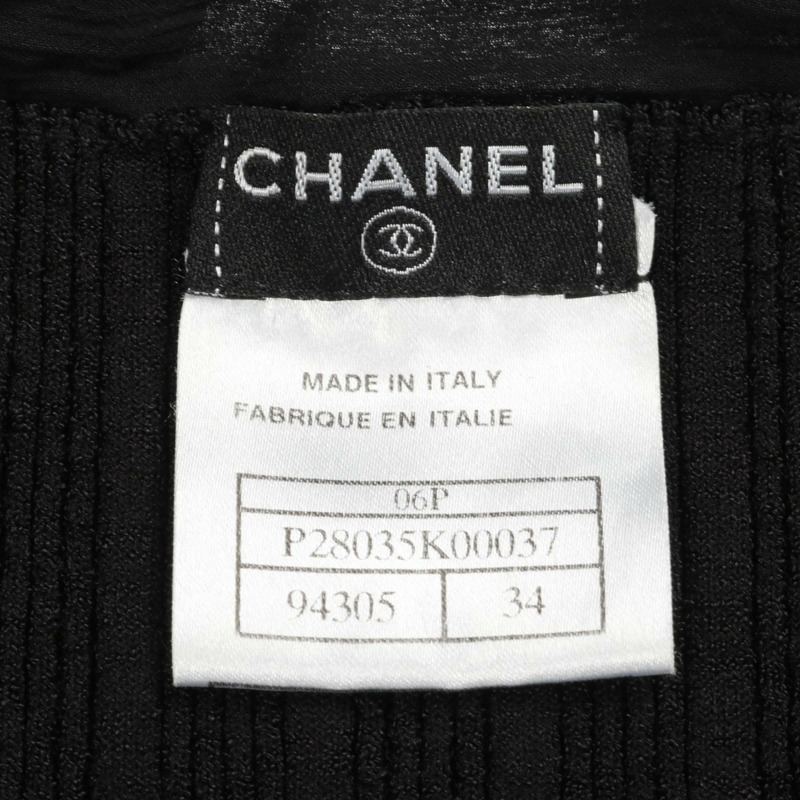 CHANEL
MADE IN ITALY
FABRIQUE EN ITALIE
06P
P28035K00037
94305 34